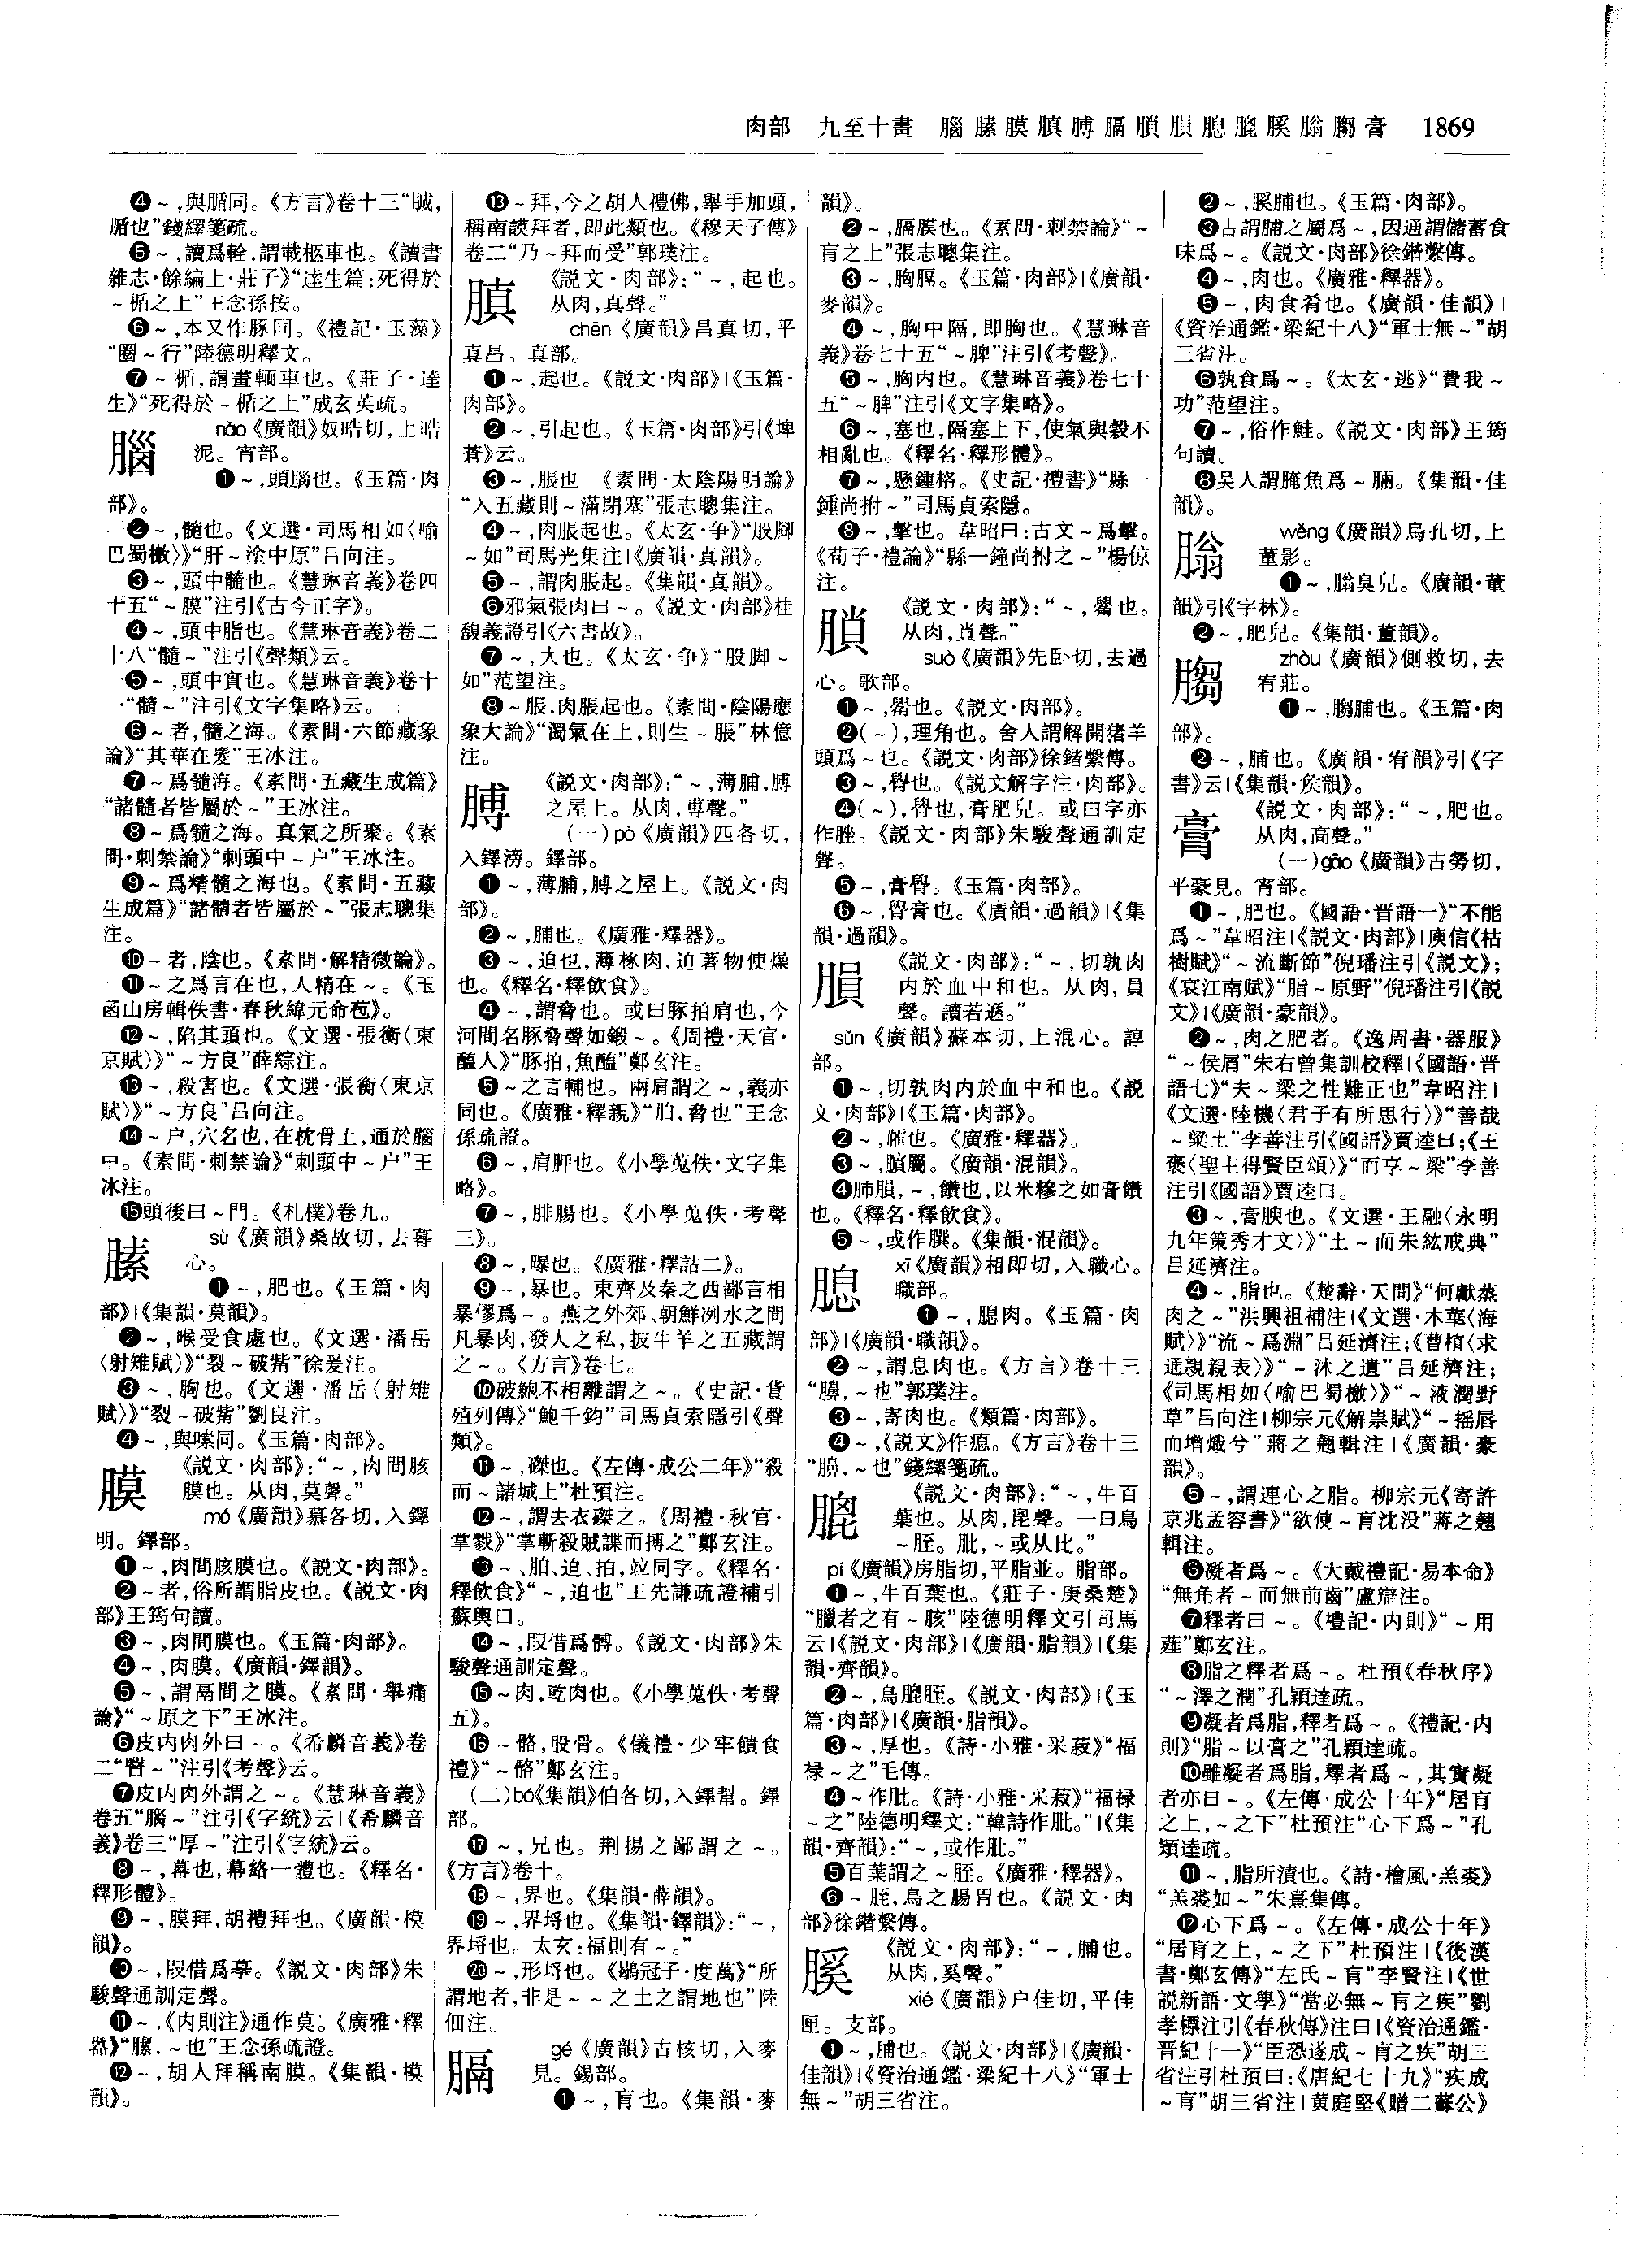 肉部　九至十畫　腦膆膜䐜膊膈䐝䐣䐖膍膎䐥䐢膏　1869
❹～,與腯同。《方言》卷十三“腯,
腯也”錢繹箋疏。
❺～,讀爲輇,謂載柩車也。《讀書
雜志·餘編上·莊子》“達生篇:死得於
～楯之上”王念孫按。
❻～,本又作豚同。《禮記·玉藻》
“圈～行”陸德明釋文。
❼～楯,謂畫輴車也。《莊子·達
生》“死得於～楯之上”成玄英疏。
腦
nǎo《廣韻》奴晧切,上晧
泥。宵部。
❶～,頭腦也。《玉篇·肉
部》。
❷～,髓也。《文選·司馬相如〈喻
巴蜀檄〉》“肝～塗中原”吕向注。
❸～,頭中髓也。《慧琳音義》卷四
十五“～膜”注引《古今正字》。
❹～,頭中脂也。《慧琳音義》卷二
十八“髓～”注引《聲類》云。
❺～,頭中實也。《慧琳音義》卷十
一“髓～”注引《文字集略》云。
❻～者,髓之海。《素問·六節藏象
論》“其華在髮”王冰注。
❼～爲髓海。《素問·五藏生成篇》
“諸髓者皆屬於～”王冰注。
❽～爲髓之海。真氣之所聚。《素
問·刺禁論》“刺頭中～户”王冰注。
❾～爲精髓之海也。《素問·五藏
生成篇》“諸髓者皆屬於～”張志聰集
注。
❿～者,陰也。《素問·解精微論》。
⓫～之爲言在也,人精在～。《玉
函山房輯佚書·春秋緯元命苞》。
⓬～,陷其頭也。《文選·張衡〈東
京賦〉》“～方良”薛綜注。
⓭～,殺害也。《文選·張衡〈東京
賦〉》“～方良”吕向注。
⓮～户,穴名也,在枕骨上,通於腦
中。《素問·刺禁論》“刺頭中～户”王
冰注。
⓯頭後曰～門。《札樸》卷九。
膆
sù《廣韻》桑故切,去暮
心。
❶～,肥也。《玉篇·肉
部》|《集韻·莫韻》。
❷～,喉受食處也。《文選·潘岳
〈射雉賦〉》“裂～破觜”徐爰注。
❸～,胸也。《文選·潘岳〈射雉
賦〉》“裂～破觜”劉良注。
❹～,與嗉同。《玉篇·肉部》。
膜
《説文·肉部》:“～,肉間胲
膜也。从肉,莫聲。”
mó《廣韻》慕各切,入鐸
明。鐸部。
❶～,肉間胲膜也。《説文·肉部》。
❷～者,俗所謂脂皮也。《説文·肉
部》王筠句讀。
❸～,肉間膜也。《玉篇·肉部》。
❹～,肉膜。《廣韻·鐸韻》。
❺～,謂鬲間之膜。《素問·舉痛
論》“～原之下”王冰注。
❻皮内肉外曰～。《希麟音義》卷
二“瞖～”注引《考聲》云。
❼皮内肉外謂之～。《慧琳音義》
卷五“腦～”注引《字統》云|《希麟音
義》卷三“厚～”注引《字統》云。
❽～,幕也,幕絡一體也。《釋名·
釋形體》。
❾～,膜拜,胡禮拜也。《廣韻·模
韻》。
❿～,叚借爲摹。《説文·肉部》朱
駿聲通訓定聲。
⓫～,《内則注》通作莫。《廣雅·釋
器》“膜,～也”王念孫疏證。
⓬～,胡人拜稱南膜。《集韻·模
韻》。
⓭～拜,今之胡人禮佛,舉手加頭,
稱南謨拜者,即此類也。《穆天子傳》
卷二“乃～拜而受”郭璞注。
䐜
《説文·肉部》:“～,起也。
从肉,真聲。”
chēn《廣韻》昌真切,平
真昌。真部。
❶～,起也。《説文·肉部》|《玉篇·
肉部》。
❷～,引起也。《玉篇·肉部》引《埤
蒼》云。
❸～,脹也。《素問·太陰陽明論》
“入五藏則～滿閉塞”張志聰集注。
❹～,肉脹起也。《太玄·争》“股脚
～如”司馬光集注|《廣韻·真韻》。
❺～,謂肉脹起。《集韻·真韻》。
❻邪氣張肉曰～。《説文·肉部》桂
馥義證引《六書故》。
❼～,大也。《太玄·争》“股脚～
如”范望注。
❽～脹,肉脹起也。《素問·陰陽應
象大論》“濁氣在上,則生～脹”林億
注。
膊
《説文·肉部》:“～,薄脯,膊
之屋上。从肉,尃聲。”
(一)pò《廣韻》匹各切,
入鐸滂。鐸部。
❶～,薄脯,膊之屋上。《説文·肉
部》。
❷～,脯也。《廣雅·釋器》。
❸～,迫也,薄椓肉,迫著物使燥
也。《釋名·釋飲食》。
❹～,謂脅也。或曰豚拍肩也,今
河間名豚脅聲如鍛～。《周禮·天官·
醢人》“豚拍,魚醢”鄭玄注。
❺～之言輔也。兩肩謂之～,義亦
同也。《廣雅·釋親》“胉,脅也”王念
孫疏證。
❻～,肩胛也。《小學蒐佚·文字集
略》。
❼～,腓腸也。《小學蒐佚·考聲
三》。
❽～,曝也。《廣雅·釋詁二》。
❾～,暴也。東齊及秦之西鄙言相
暴僇爲～。燕之外郊、朝鮮洌水之間
凡暴肉,發人之私,披牛羊之五藏謂
之～。《方言》卷七。
❿破鮑不相離謂之～。《史記·貨
殖列傳》“鮑千鈞”司馬貞索隱引《聲
類》。
⓫～,磔也。《左傳·成公二年》“殺
而～諸城上”杜預注。
⓬～,謂去衣磔之。《周禮·秋官·
掌戮》“掌斬殺賊諜而搏之”鄭玄注。
⓭～、胉、迫、拍,竝同字。《釋名·
釋飲食》“～,迫也”王先謙疏證補引
蘇輿曰。
⓮～,叚借爲髆。《説文·肉部》朱
駿聲通訓定聲。
⓯～肉,乾肉也。《小學蒐佚·考聲
五》。
⓰～骼,股骨。《儀禮·少牢饋食
禮》“～骼”鄭玄注。
(二)bó《集韻》伯各切,入鐸幫。鐸
部。
⓱～,兄也。荆揚之鄙謂之～。
《方言》卷十。
⓲～,界也。《集韻·薛韻》。
⓳～,界埒也。《集韻·鐸韻》:“～,
界埒也。太玄:福則有～。”
⓴～,形埒也。《鶡冠子·度萬》“所
謂地者,非是～～之土之謂地也”陸
佃注。
膈
gé《廣韻》古核切,入麥
見。錫部。
❶～,肓也。《集韻·麥
韻》。
❷～,膈膜也。《素問·刺禁論》“～
肓之上”張志聰集注。
❸～,胸膈。《玉篇·肉部》|《廣韻·
麥韻》。
❹～,胸中隔,即胸也。《慧琳音
義》卷七十五“～脾”注引《考聲》。
❺～,胸内也。《慧琳音義》卷七十
五“～脾”注引《文字集略》。
❻～,塞也,隔塞上下,使氣與穀不
相亂也。《釋名·釋形體》。
❼～,懸鍾格。《史記·禮書》“縣一
鍾尚拊～”司馬貞索隱。
❽～,擊也。韋昭曰:古文～爲擊。
《荀子·禮論》“縣一鐘尚拊之～”楊倞
注。
䐝
《説文·肉部》:“～,䐝也。
从肉,肖聲。”
suò《廣韻》先卧切,去過
心。歌部。
❶～,䐝也。《説文·肉部》。
❷(～),理角也。舍人謂解開猪羊
頭爲～也。《説文·肉部》徐鍇繫傳。
❸～,䐝也。《説文解字注·肉部》。
❹(～),䐝也,膏肥皃。或曰字亦
作脞。《説文·肉部》朱駿聲通訓定
聲。
❺～,膏䐝。《玉篇·肉部》。
❻～,䐝膏也。《廣韻·過韻》|《集
韻·過韻》。
䐣
《説文·肉部》:“～,切孰肉
内於血中和也。从肉,員
聲。讀若遜。”
sǔn《廣韻》蘇本切,上混心。諄
部。
❶～,切孰肉内於血中和也。《説
文·肉部》|《玉篇·肉部》。
❷～,臛也。《廣雅·釋器》。
❸～,䐜屬。《廣韻·混韻》。
❹肺䐣,～,饡也,以米糝之如膏饡
也。《釋名·釋飲食》。
❺～,或作膞。《集韻·混韻》。
䐖
xī《廣韻》相即切,入職心。
職部。
❶～,䐖肉。《玉篇·肉
部》|《廣韻·職韻》。
❷～,謂息肉也。《方言》卷十三
“膀,～也”郭璞注。
❸～,寄肉也。《類篇·肉部》。
❹～,《説文》作瘜。《方言》卷十三
“膀,～也”錢繹箋疏。
膍
《説文·肉部》:“～,牛百
葉也。从肉,毘聲。一曰鳥
～胵。肶,～或从比。”
pí《廣韻》房脂切,平脂並。脂部。
❶～,牛百葉也。《莊子·庚桑楚》
“臘者之有～胲”陸德明釋文引司馬
云|《説文·肉部》|《廣韻·脂韻》|《集
韻·齊韻》。
❷～,鳥膍胵。《説文·肉部》|《玉
篇·肉部》|《廣韻·脂韻》。
❸～,厚也。《詩·小雅·采菽》“福
禄～之”毛傳。
❹～作肶。《詩·小雅·采菽》“福禄
～之”陸德明釋文:“韓詩作肶。”|《集
韻·齊韻》:“～,或作肶。”
❺百葉謂之～胵。《廣雅·釋器》。
❻～胵,鳥之腸胃也。《説文·肉
部》徐鍇繫傳。
膎
《説文·肉部》:“～,脯也。
从肉,奚聲。”
xié《廣韻》户佳切,平佳
匣。支部。
❶～,脯也。《説文·肉部》|《廣韻·
佳韻》|《資治通鑑·梁紀十八》“軍士
無～”胡三省注。
❷～,膎脯也。《玉篇·肉部》。
❸古謂脯之屬爲～,因通謂儲蓄食
味爲～。《説文·肉部》徐鍇繫傳。
❹～,肉也。《廣雅·釋器》。
❺～,肉食肴也。《廣韻·佳韻》|
《資治通鑑·梁紀十八》“軍士無～”胡
三省注。
❻孰食爲～。《太玄·逃》“費我～
功”范望注。
❼～,俗作鮭。《説文·肉部》王筠
句讀。
❽吴人謂腌魚爲～脼。《集韻·佳
韻》。
䐥
wěng《廣韻》烏孔切,上
董影。
❶～,䐥臭皃。《廣韻·董
韻》引《字林》。
❷～,肥皃。《集韻·董韻》。
䐢
zhòu《廣韻》側救切,去
宥莊。
❶～,䐢脯也。《玉篇·肉
部》。
❷～,脯也。《廣韻·宥韻》引《字
書》云|《集韻·矦韻》。
膏
《説文·肉部》:“～,肥也。
从肉,高聲。”
(一)gāo《廣韻》古勞切,
平豪見。宵部。
❶～,肥也。《國語·晋語一》“不能
爲～”韋昭注|《説文·肉部》|庾信《枯
樹賦》“～流斷節”倪璠注引《説文》;
《哀江南賦》“脂～原野”倪璠注引《説
文》|《廣韻·豪韻》。
❷～,肉之肥者。《逸周書·器服》
“～侯屑”朱右曾集訓校釋|《國語·晋
語七》“夫～粱之性難正也”韋昭注|
《文選·陸機〈君子有所思行〉》“善哉
～粱士”李善注引《國語》賈逵曰;《王
褒〈聖主得賢臣頌〉》“而享～粱”李善
注引《國語》賈逵曰。
❸～,膏腴也。《文選·王融〈永明
九年策秀才文〉》“土～而朱紘戒典”
吕延濟注。
❹～,脂也。《楚辭·天問》“何獻蒸
肉之～”洪興祖補注|《文選·木華〈海
賦〉》“流～爲淵”吕延濟注;《曹植〈求
通親親表〉》“～沐之遺”吕延濟注;
《司馬相如〈喻巴蜀檄〉》“～液潤野
草”吕向注|柳宗元《解祟賦》“～摇唇
而增熾兮”蔣之翹輯注|《廣韻·豪
韻》。
❺～,謂連心之脂。柳宗元《寄許
京兆孟容書》“欲使～肓沈没”蔣之翹
輯注。
❻凝者爲～。《大戴禮記·易本命》
“無角者～而無前齒”盧辯注。
❼釋者曰～。《禮記·内則》“～用
薤”鄭玄注。
❽脂之釋者爲～。杜預《春秋序》
“～澤之潤”孔穎達疏。
❾凝者爲脂,釋者爲～。《禮記·内
則》“脂～以膏之”孔穎達疏。
❿雖凝者爲脂,釋者爲～,其實凝
者亦曰～。《左傳·成公十年》“居肓
之上,～之下”杜預注“心下爲～”孔
穎達疏。
⓫～,脂所漬也。《詩·檜風·羔裘》
“羔裘如～”朱熹集傳。
⓬心下爲～。《左傳·成公十年》
“居肓之上,～之下”杜預注|《後漢
書·鄭玄傳》“左氏～肓”李賢注|《世
説新語·文學》“當必無～肓之疾”劉
孝標注引《春秋傳》注曰|《資治通鑑·
晋紀十一》“臣恐遂成～肓之疾”胡三
省注引杜預曰;《唐紀七十九》“疾成
～肓”胡三省注|黄庭堅《贈二蘇公》